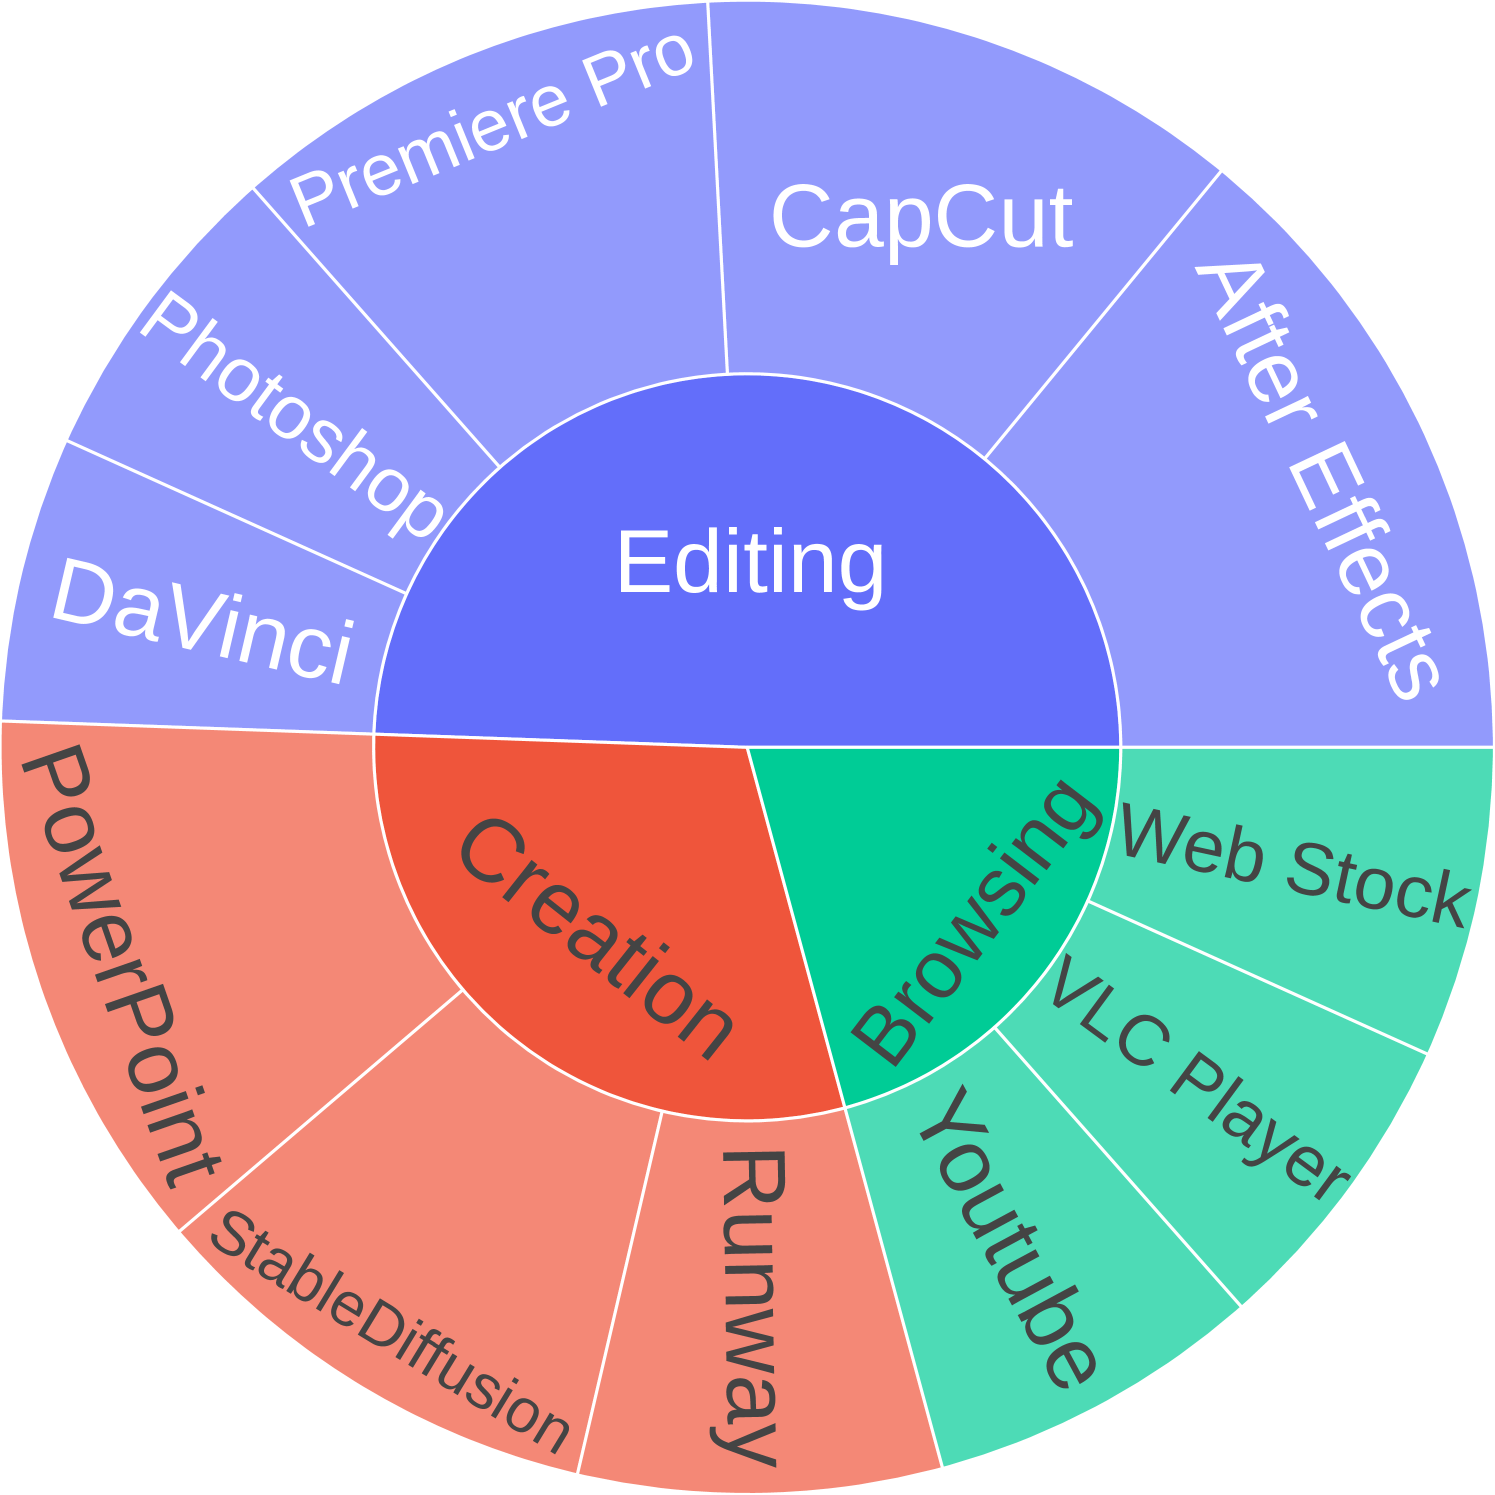 Premiere Pro
CapCut
After Effects
Photoshop
DaVinci
Editing
Creation
Browsing
Web Stock
VLC Player
Youtube
Runway
StableDiffusion
PowerPoint